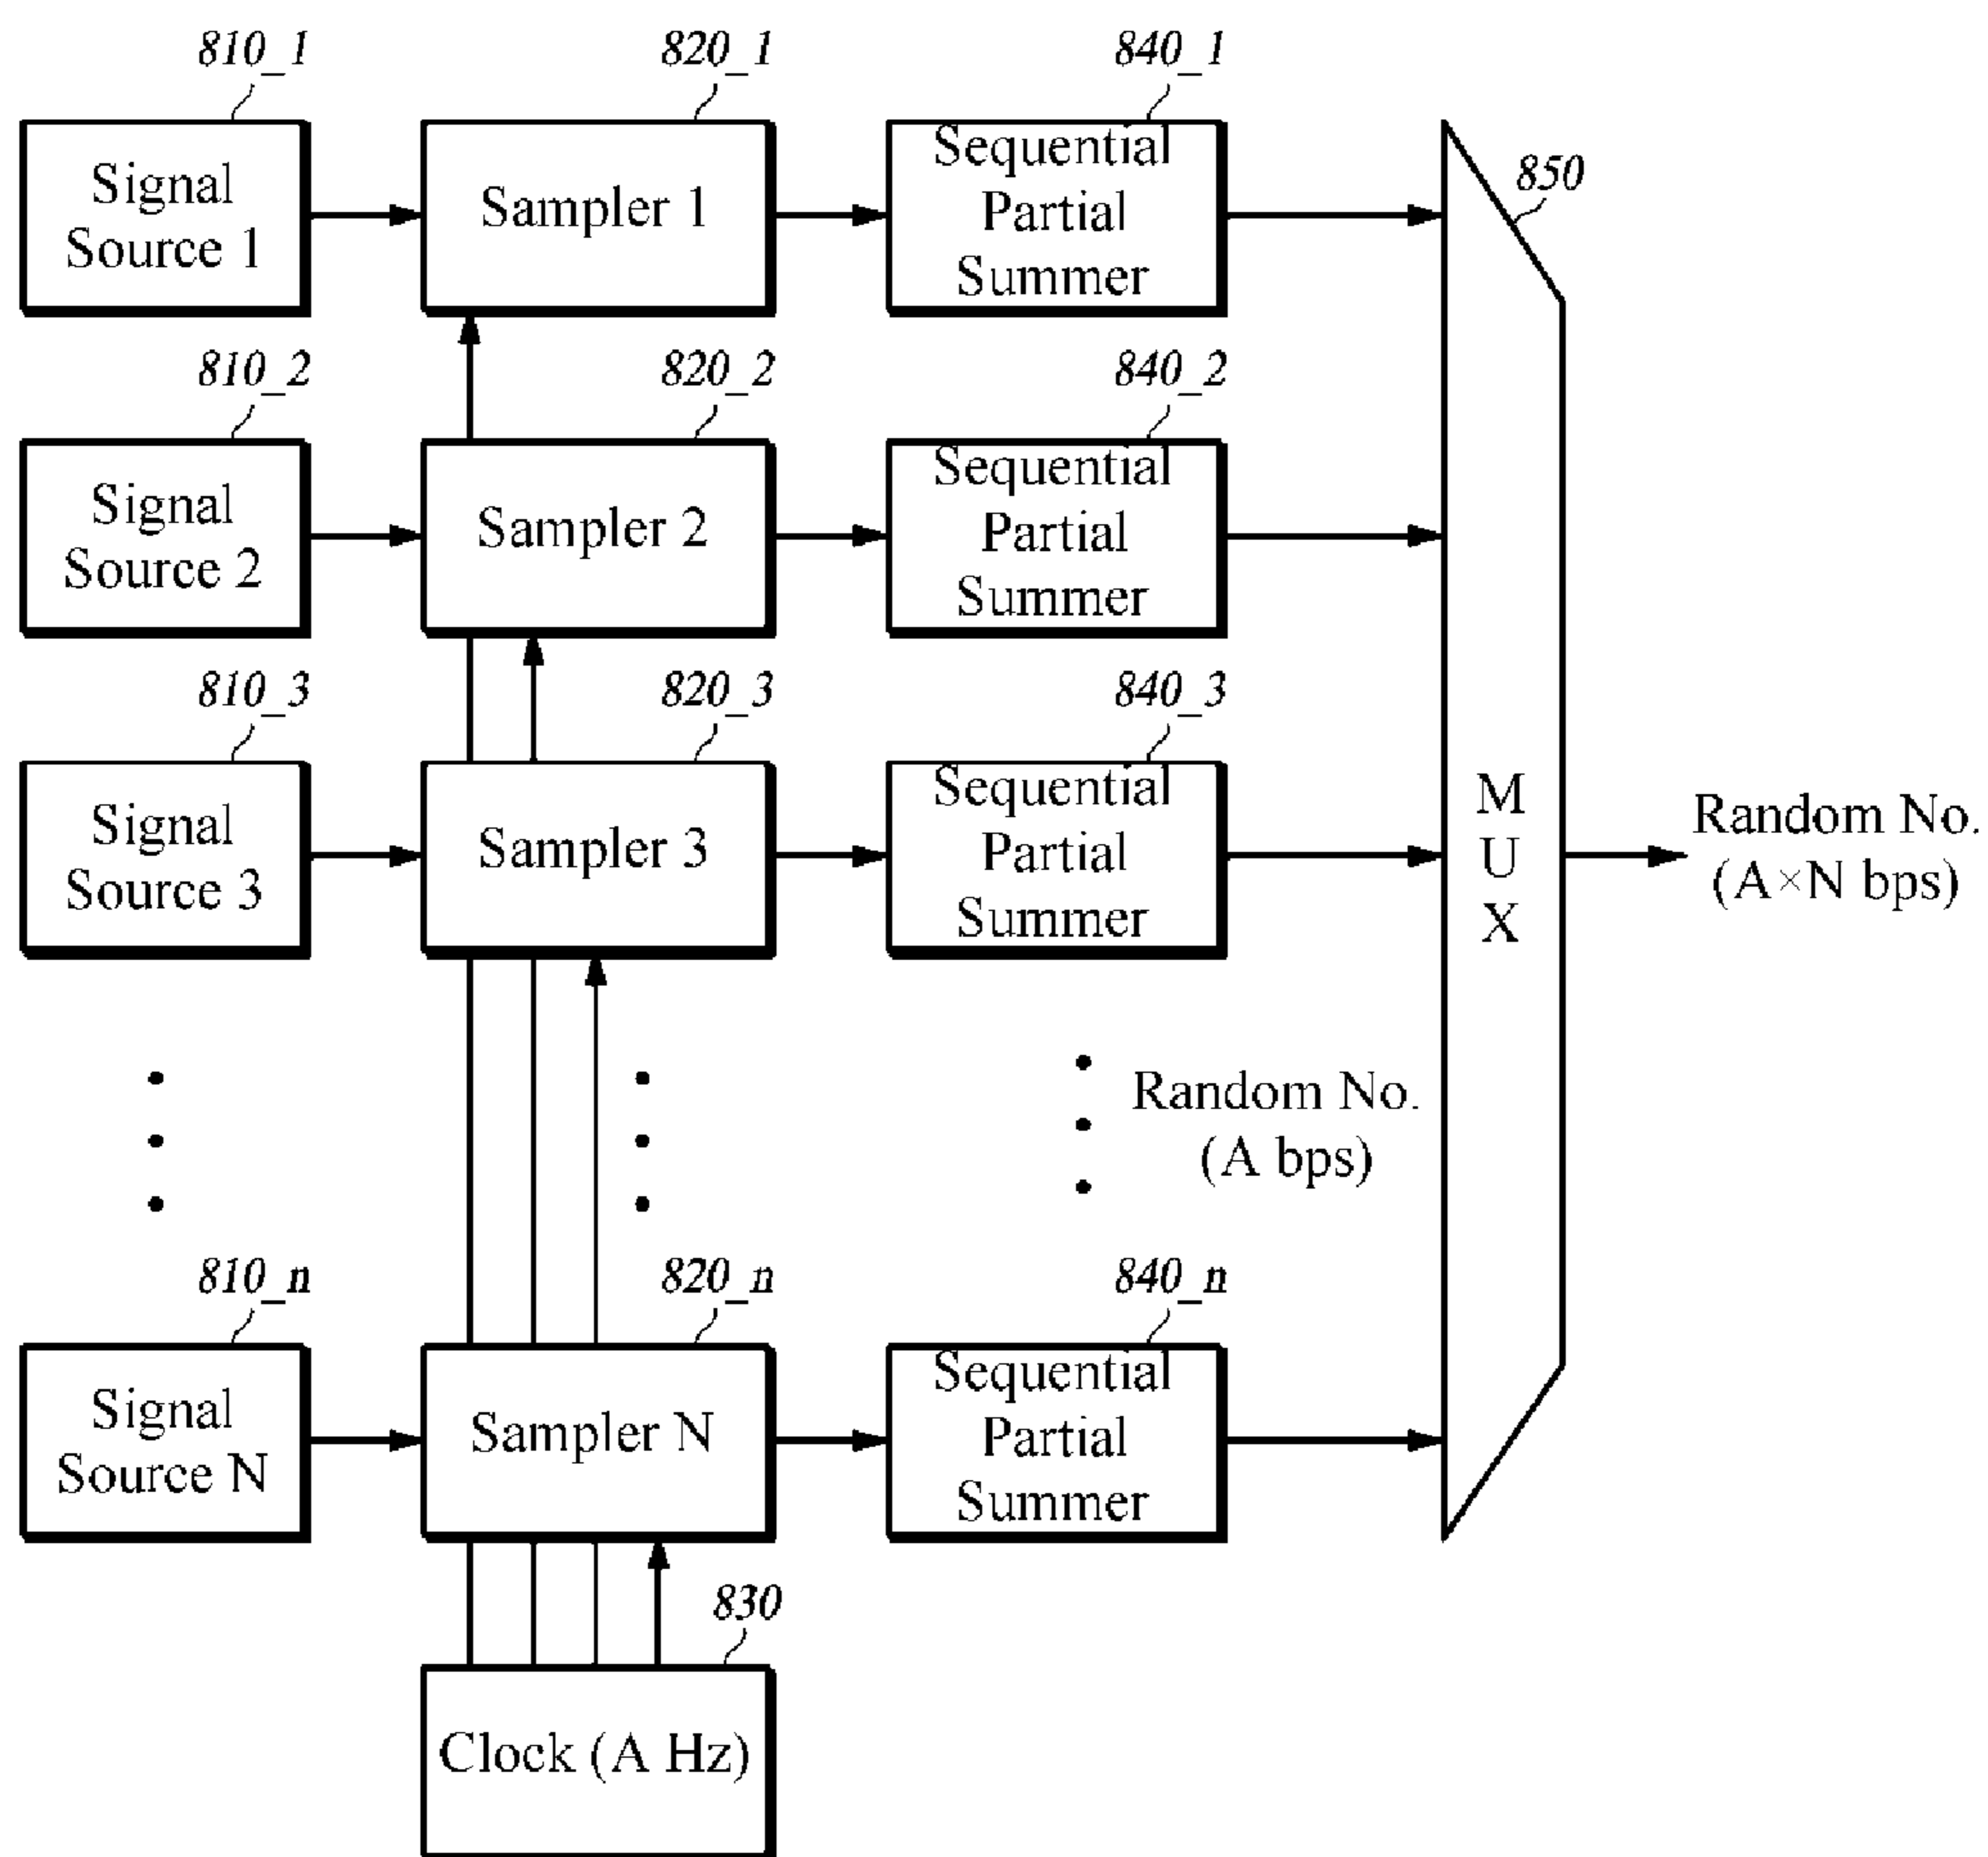 810_1
820_1
840_1
Signal
Source 1
Sampler 1
Sequential
Partial
Summer
850
810_2
820_2
840_2
Signal
Source 2
Sampler 2
Sequential
Partial
Summer
810_3
820_3
840_3
Signal
Source 3
Sampler 3
Sequential
Partial
Summer
M
U
X
Random No.
(A×N bps)
Random No.
(A bps)
810_n
820_n
840_n
Signal
Source N
Sampler N
Sequential
Partial
Summer
830
Clock (A Hz)